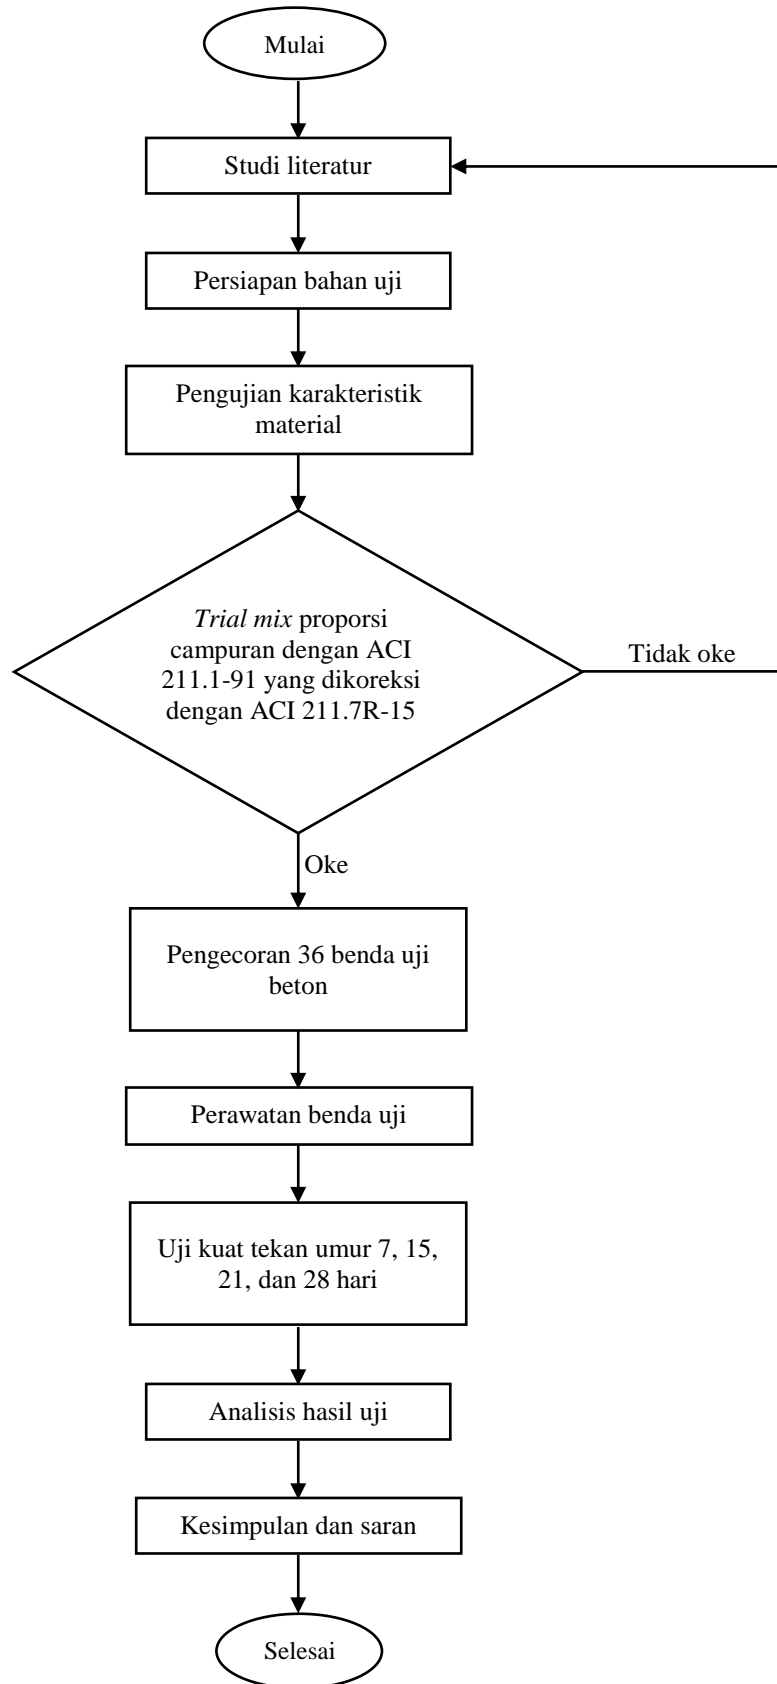 Mulai
Studi literatur
Persiapan bahan uji
Pengujian karakteristik
material
Trial mix proporsi
campuran dengan ACI
211.1-91 yang dikoreksi
dengan ACI 211.7R-15
Tidak oke
Oke
Pengecoran 36 benda uji
beton
Perawatan benda uji
Uji kuat tekan umur 7, 15,
21, dan 28 hari
Analisis hasil uji
Kesimpulan dan saran
Selesai